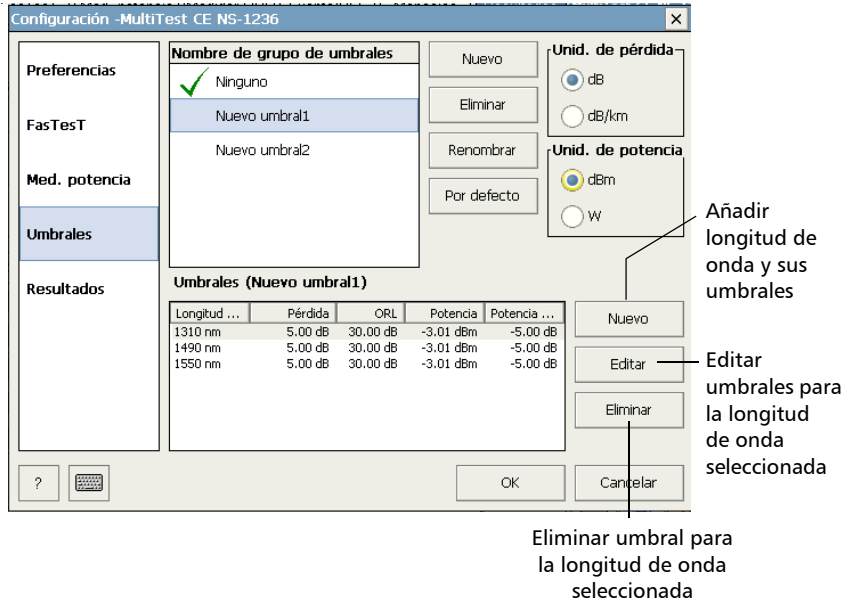 Configuración -MultiTest CE NS-1236
Preferencias
FasTesT
Med. potencia
Umbrales
Resultados
Nombre de grupo de umbrales
Ninguno
Nuevo umbral1
Nuevo umbral2
Nuevo
Eliminar
Renombrar
Por defecto
Unid. de pérdida
dB
dB/km
Unid. de potencia
dBm
W
Umbrales (Nuevo umbral1)
Longitud ... Pérdida ORL Potencia Potencia ...
1310 nm 5.00 dB 30.00 dB -3.01 dBm -5.00 dB
1490 nm 5.00 dB 30.00 dB -3.01 dBm -5.00 dB
1550 nm 5.00 dB 30.00 dB -3.01 dBm -5.00 dB
Nuevo
Editar
Eliminar
?
OK
Cancelar
Añadir
longitud de
onda y sus
umbrales
Editar
umbrales para
la longitud
de onda
seleccionada
Eliminar umbral para
la longitud de onda
seleccionada